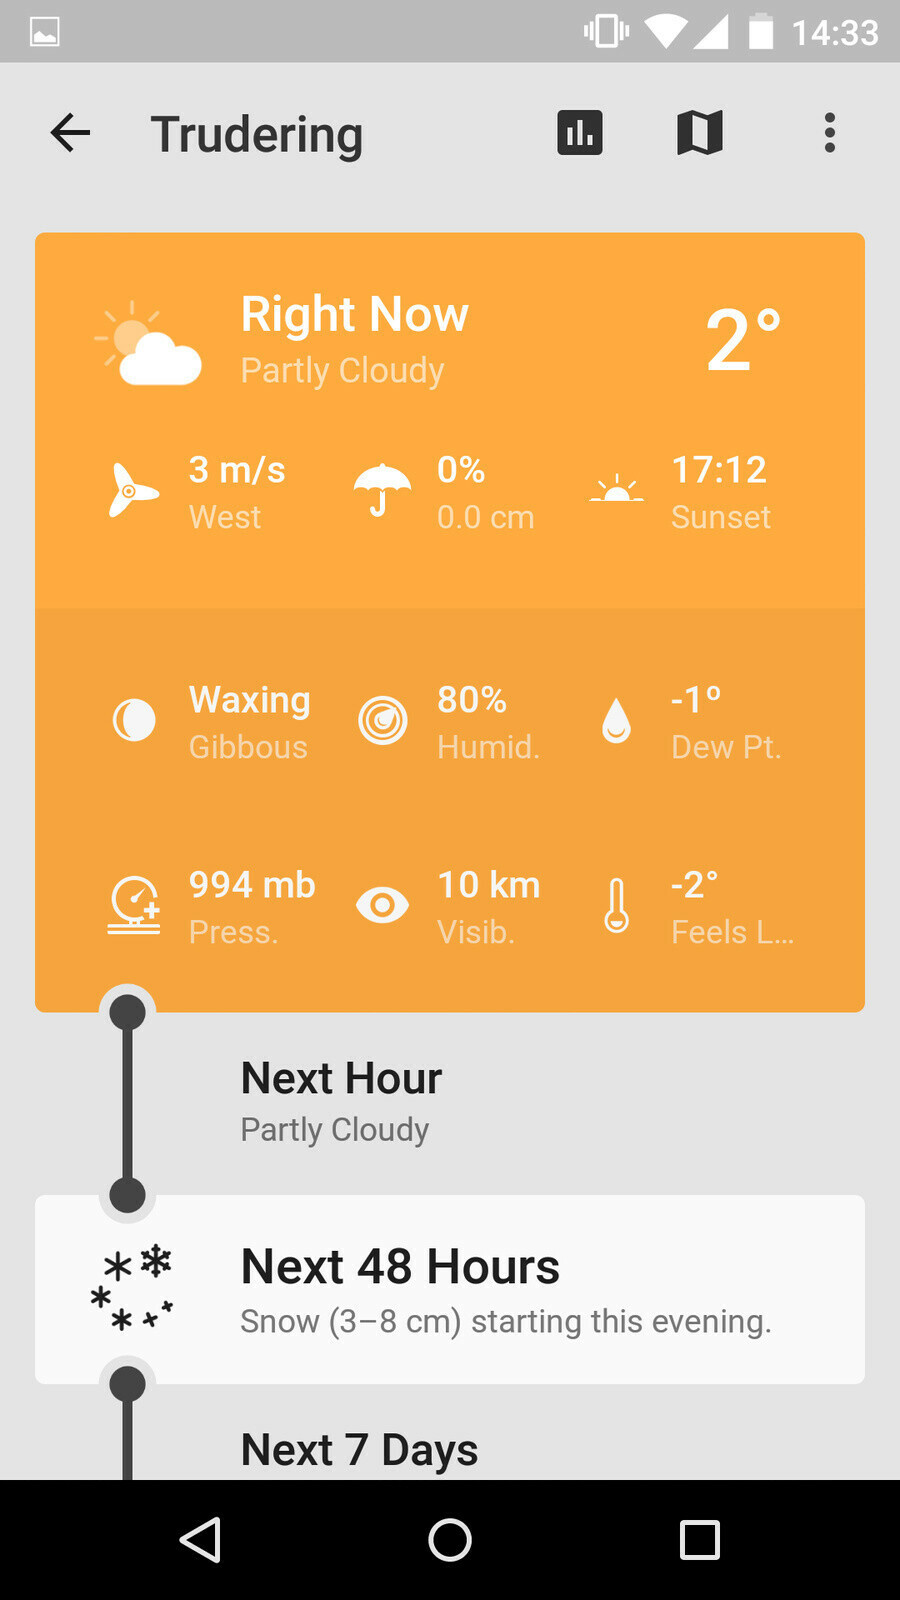 14:33
Trudering
Right Now
2°
Partly Cloudy
3 m/s
0%
17:12
West
0.0 cm
Sunset
Waxing
80%
-1º
Gibbous
Humid.
Dew Pt.
994 mb
10 km
-2°
Press.
Visib.
Feels L...
Next Hour
Partly Cloudy
Next 48 Hours
Snow (3–8 cm) starting this evening.
Next 7 Days